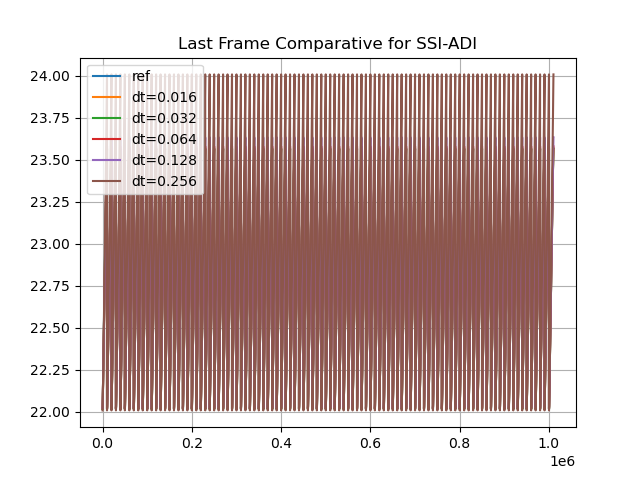 Last Frame Comparative for SSI-ADI
24.00
23.75
23.50
23.25
23.00
22.75
22.50
22.25
22.00
ref
dt=0.016
dt=0.032
dt=0.064
dt=0.128
dt=0.256
0.0 0.2 0.4 0.6 0.8 1.0
1e6